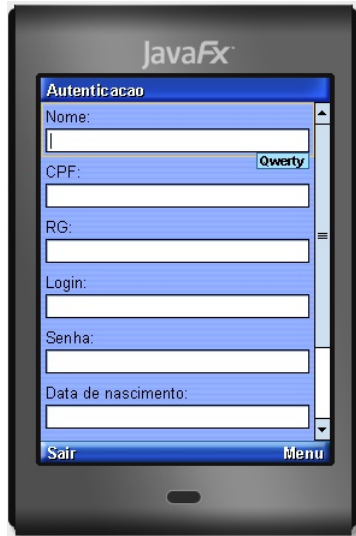 JavaFx
Autenticacao
Nome:
Qwerty
CPF:
RG:
Login:
Senha:
Data de nascimento:
Sair Menu